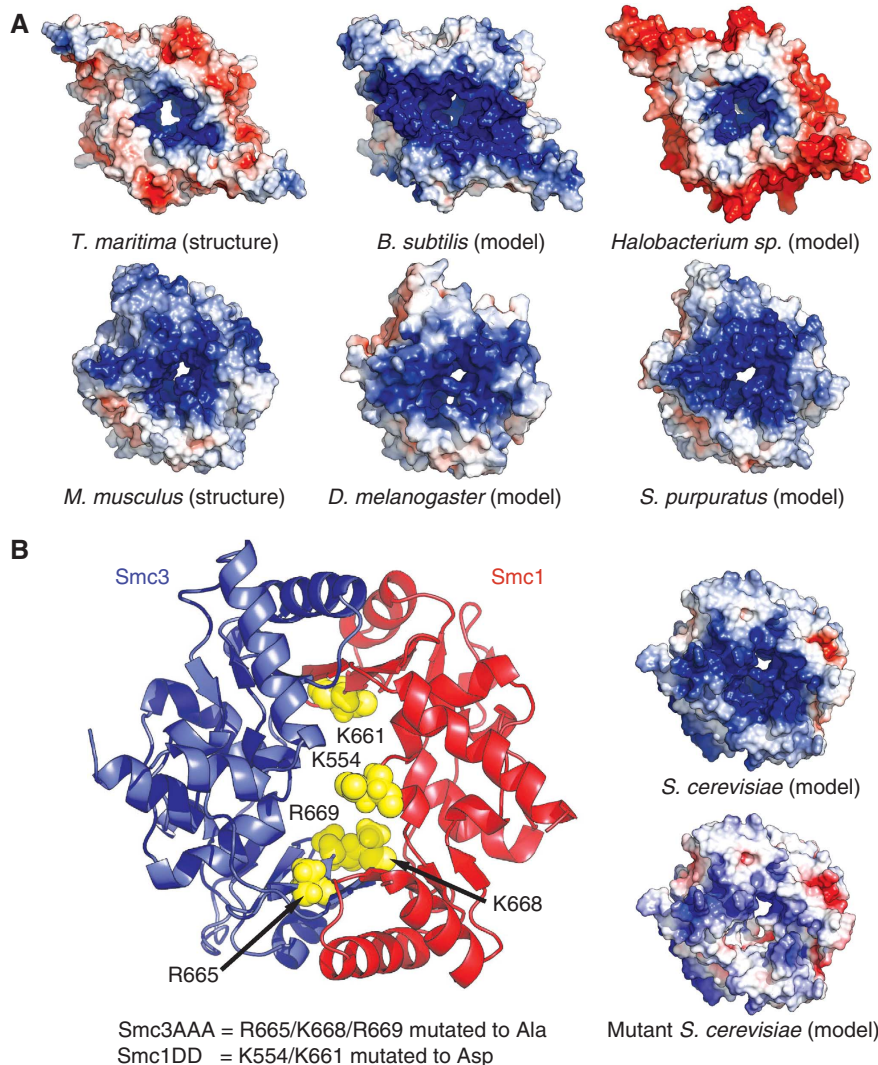 A
T. maritima (structure)
B. subtilis (model)
Halobacterium sp. (model)
M. musculus (structure)
D. melanogaster (model)
S. purpuratus (model)
B
Smc3
Smc1
K661
K554
R669
K668
R665
Smc3AAA = R665/K668/R669 mutated to Ala
Smc1DD = K554/K661 mutated to Asp
S. cerevisiae (model)
Mutant S. cerevisiae (model)